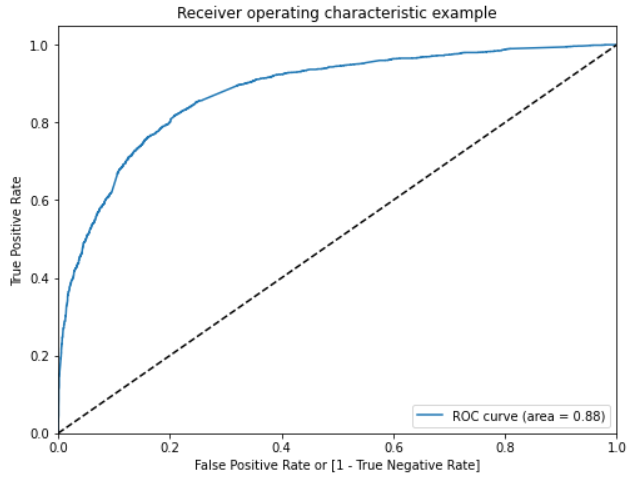 Receiver operating characteristic example
True Positive Rate
1.0
0.8
0.6
0.4
0.2
0.0
ROC curve (area = 0.88)
0.0 0.2 0.4 0.6 0.8 1.0
False Positive Rate or [1 - True Negative Rate]